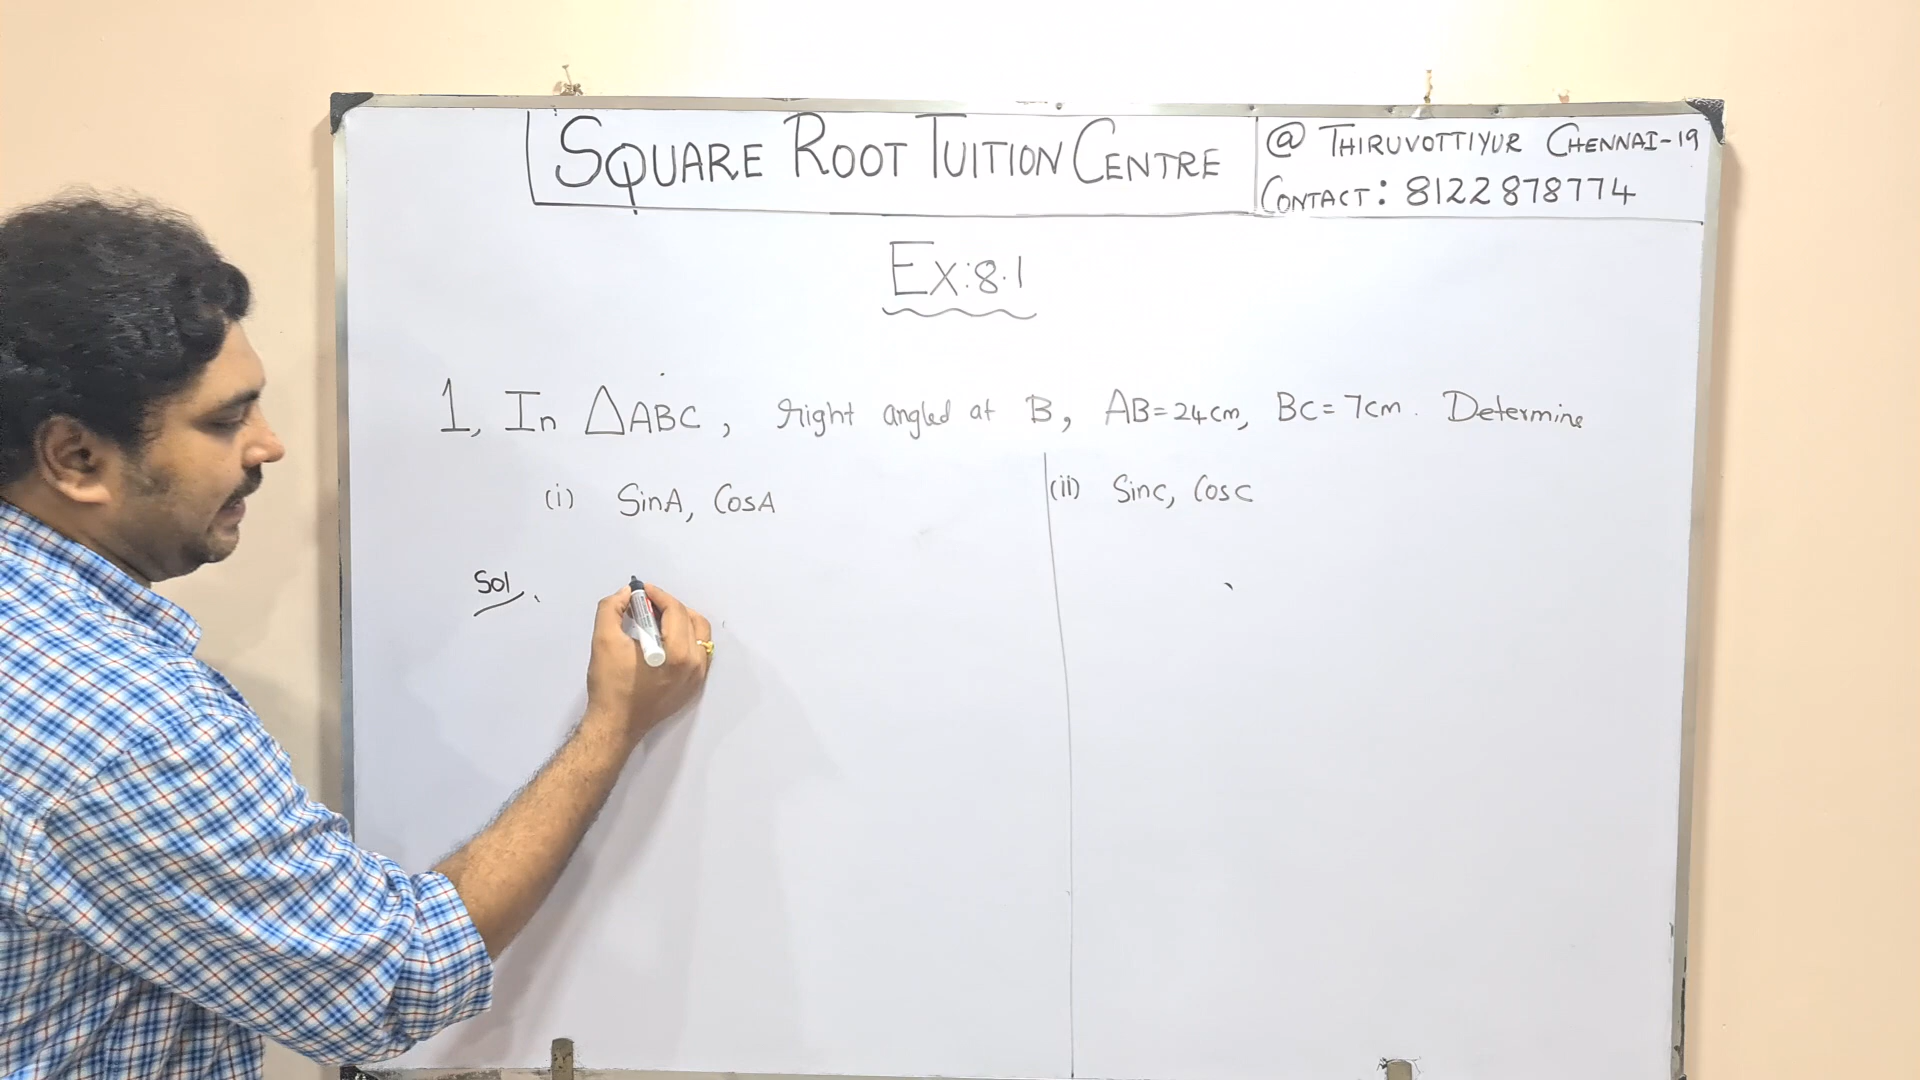 SQUARE ROOT TUITION CENTRE
@ THIRUVOTTIYUR CHENNAI-19
CONTACT: 8122878774
Ex:8.1
1, In △ABC, right angled at B, AB=24cm, BC=7cm. Determine
(i) SinA, CosA
(ii) Sinc, Cosc
Sol